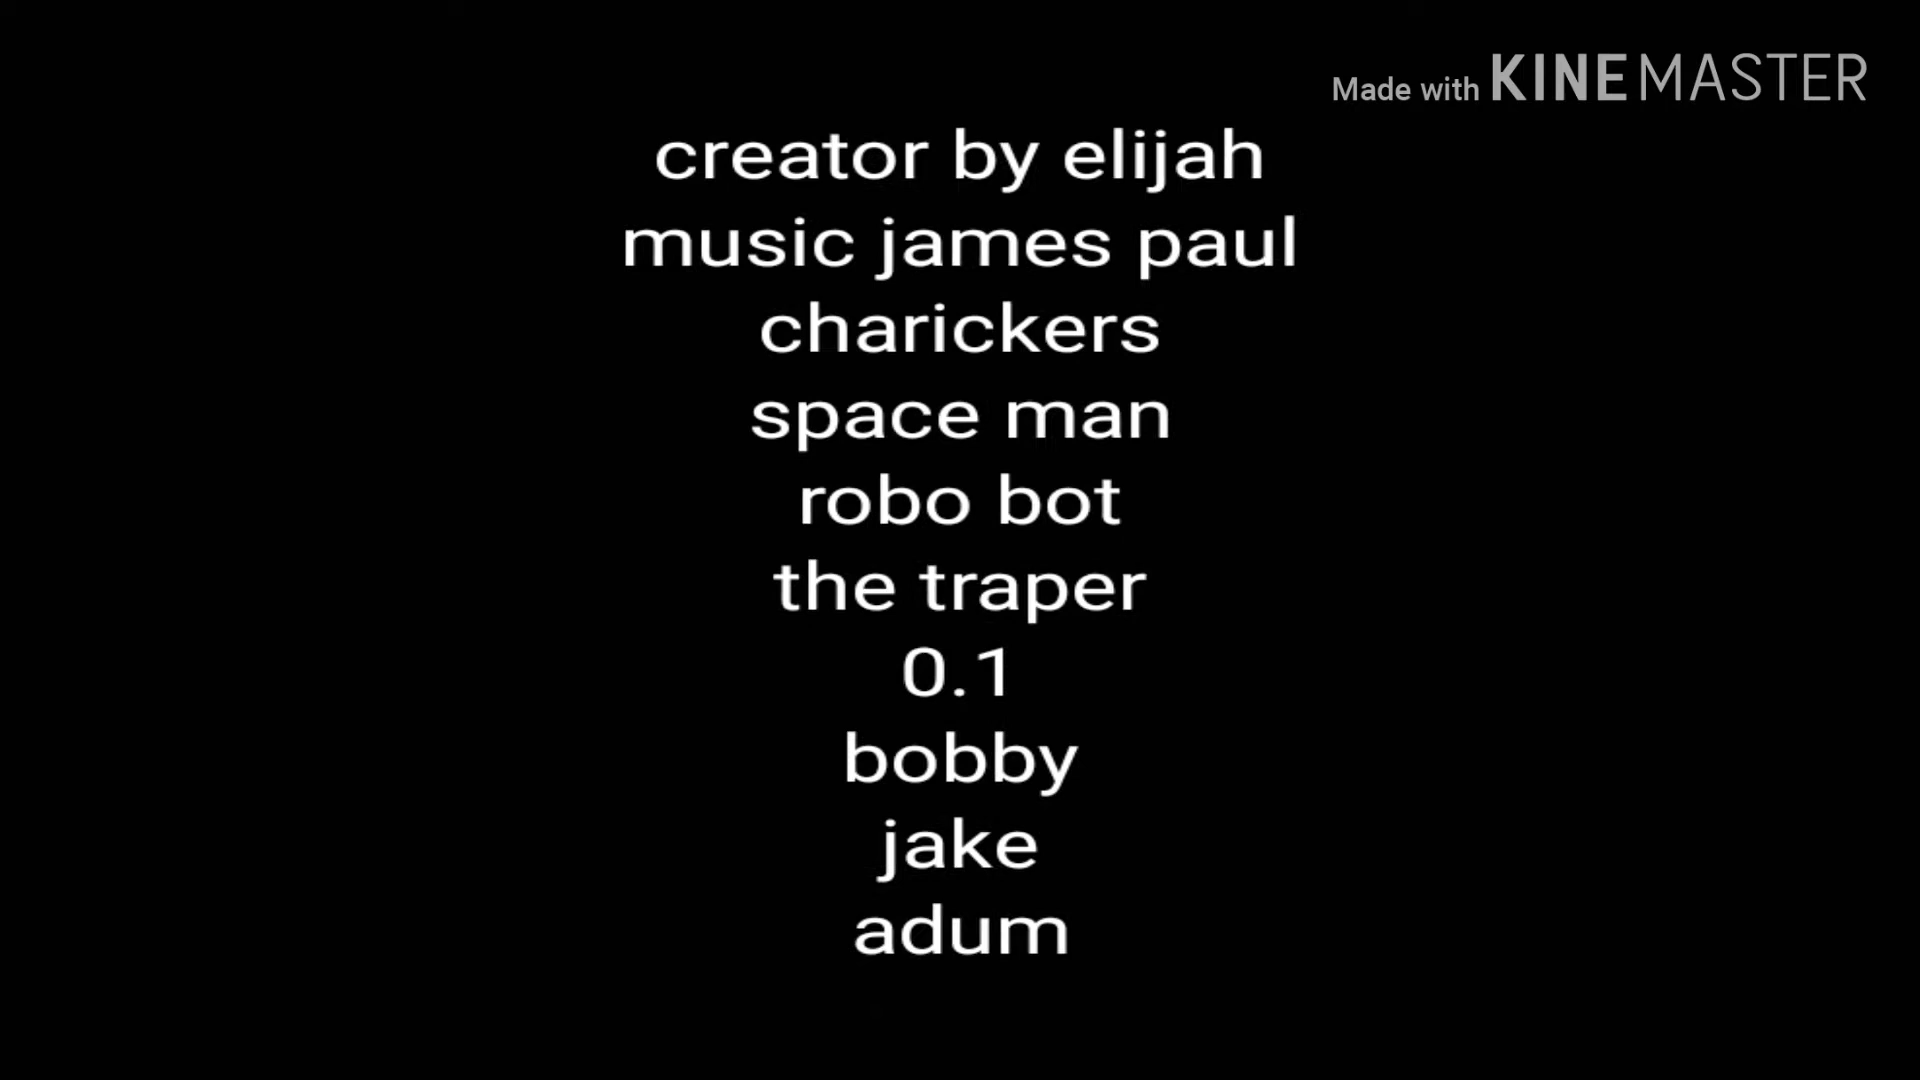 Made with KINEMASTER
creator by elijah
music james paul
charickers
space man
robo bot
the traper
0.1
bobby
jake
adum